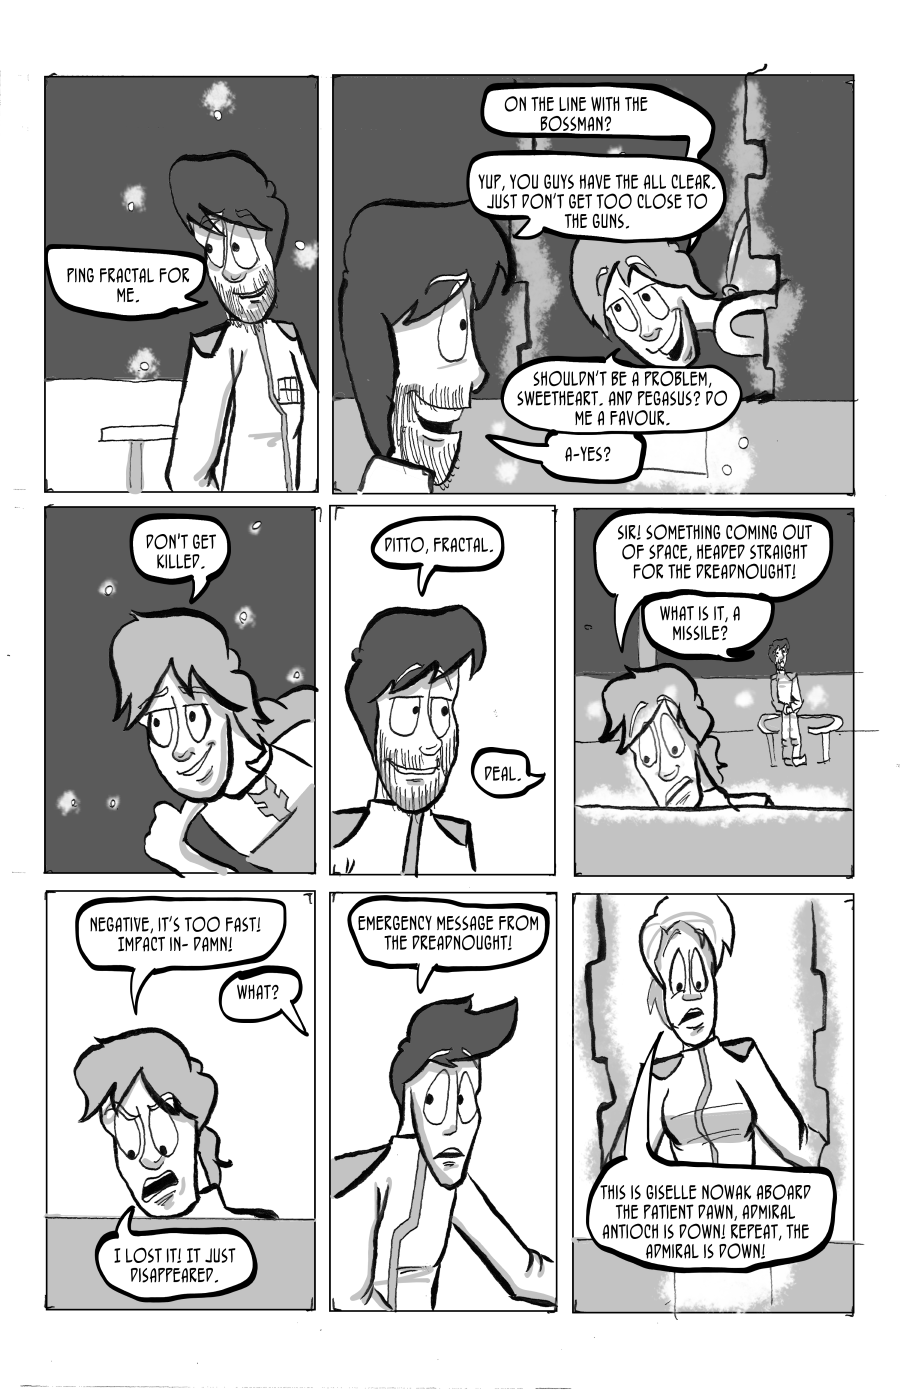 PING FRACTAL FOR
ME.
ON THE LINE WITH THE
BOSSMAN?
YUP, YOU GUYS HAVE THE ALL CLEAR.
JUST DON'T GET TOO CLOSE TO
THE GUNS.
SHOULDN'T BE A PROBLEM,
SWEETHEART. AND PEGASUS? DO
ME A FAVOUR.
A-YES?
DON'T GET
KILLED.
DITTO, FRACTAL.
DEAL.
SIR! SOMETHING COMING OUT
OF SPACE, HEADED STRAIGHT
FOR THE DREADNOUGHT!
WHAT IS IT, A
MISSILE?
NEGATIVE, IT'S TOO FAST!
IMPACT IN- DAMN!
WHAT?
I LOST IT! IT JUST
DISAPPEARED.
EMERGENCY MESSAGE FROM
THE DREADNOUGHT!
THIS IS GISELLE NOWAK ABOARD
THE PATIENT DAWN, ADMIRAL
ANTIOCH IS DOWN! REPEAT, THE
ADMIRAL IS DOWN!